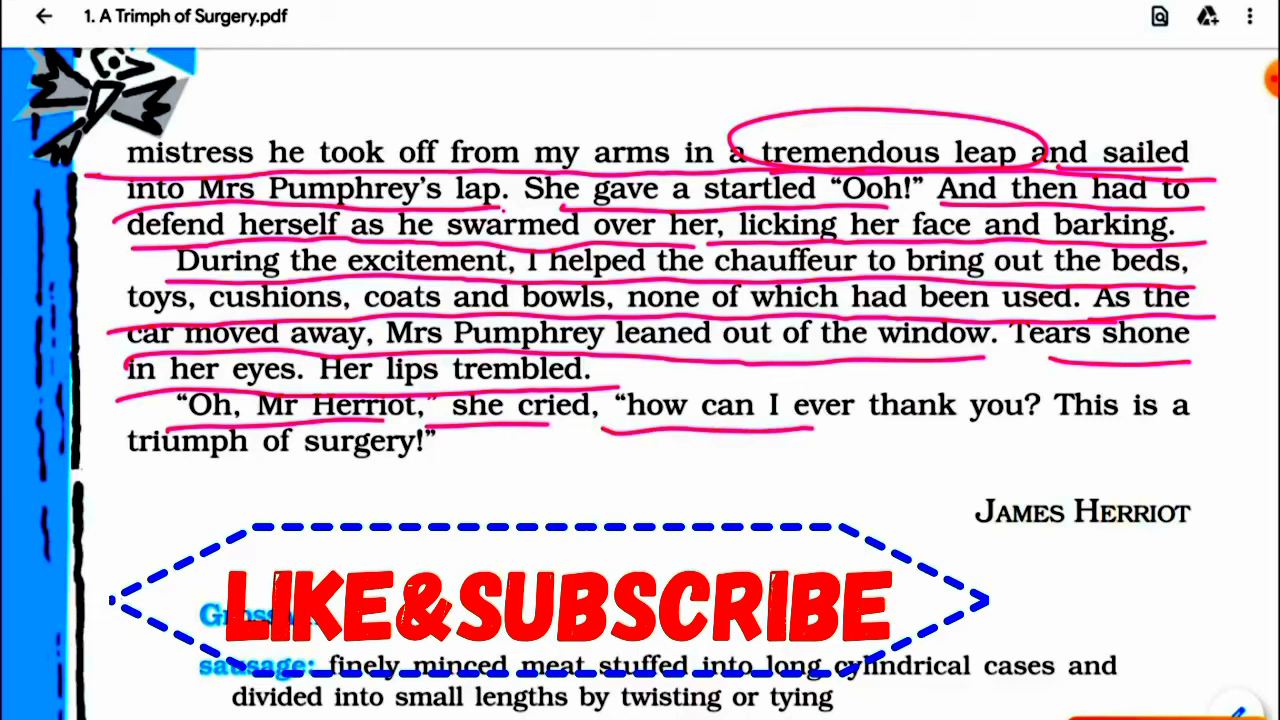 1. A Trimph of Surgery.pdf
mistress he took off from my arms in a tremendous leap and sailed
into Mrs Pumphrey’s lap. She gave a startled “Ooh!” And then had to
defend herself as he swarmed over her, licking her face and barking.
During the excitement, I helped the chauffeur to bring out the beds,
toys, cushions, coats and bowls, none of which had been used. As the
car moved away, Mrs Pumphrey leaned out of the window. Tears shone
in her eyes. Her lips trembled.
“Oh, Mr Herriot,” she cried, “how can I ever thank you? This is a
triumph of surgery!”
JAMES HERRIOT
LIKE&SUBSCRIBE
sausage: finely minced meat stuffed into long cylindrical cases and
divided into small lengths by twisting or tying